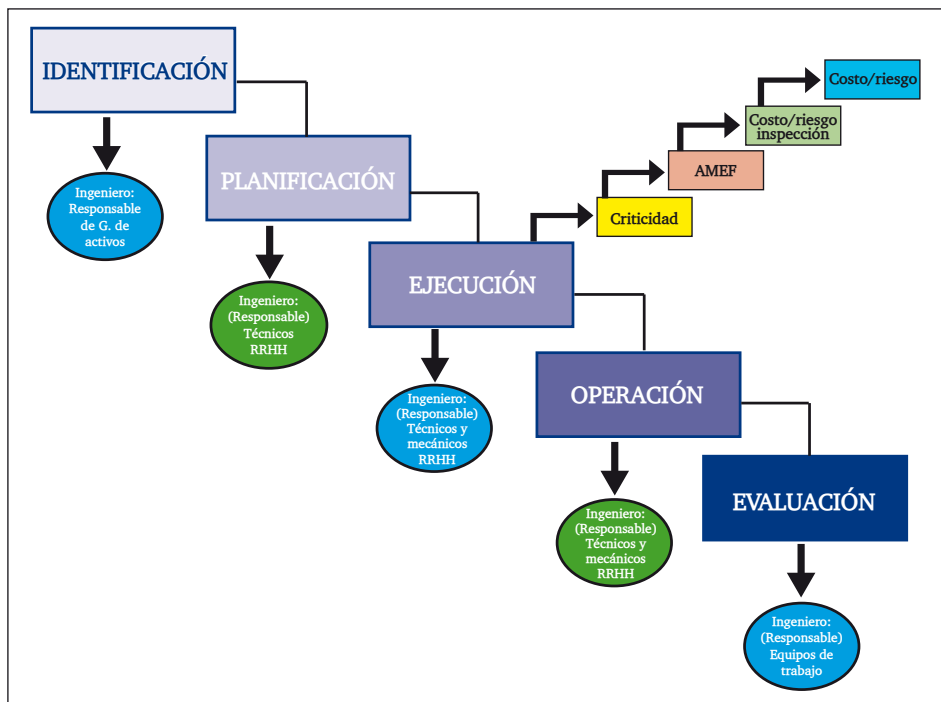 IDENTIFICACIÓN
Ingeniero:
Responsable
de G. de
activos
PLANIFICACIÓN
Ingeniero:
(Responsable)
Técnicos
RRHH
EJECUCIÓN
Ingeniero:
(Responsable)
Técnicos y
mecánicos
RRHH
Criticidad
AMEF
Costo/riesgo
inspección
Costo/riesgo
OPERACIÓN
Ingeniero:
(Responsable)
Técnicos y
mecánicos
RRHH
EVALUACIÓN
Ingeniero:
(Responsable)
Equipos de
trabajo